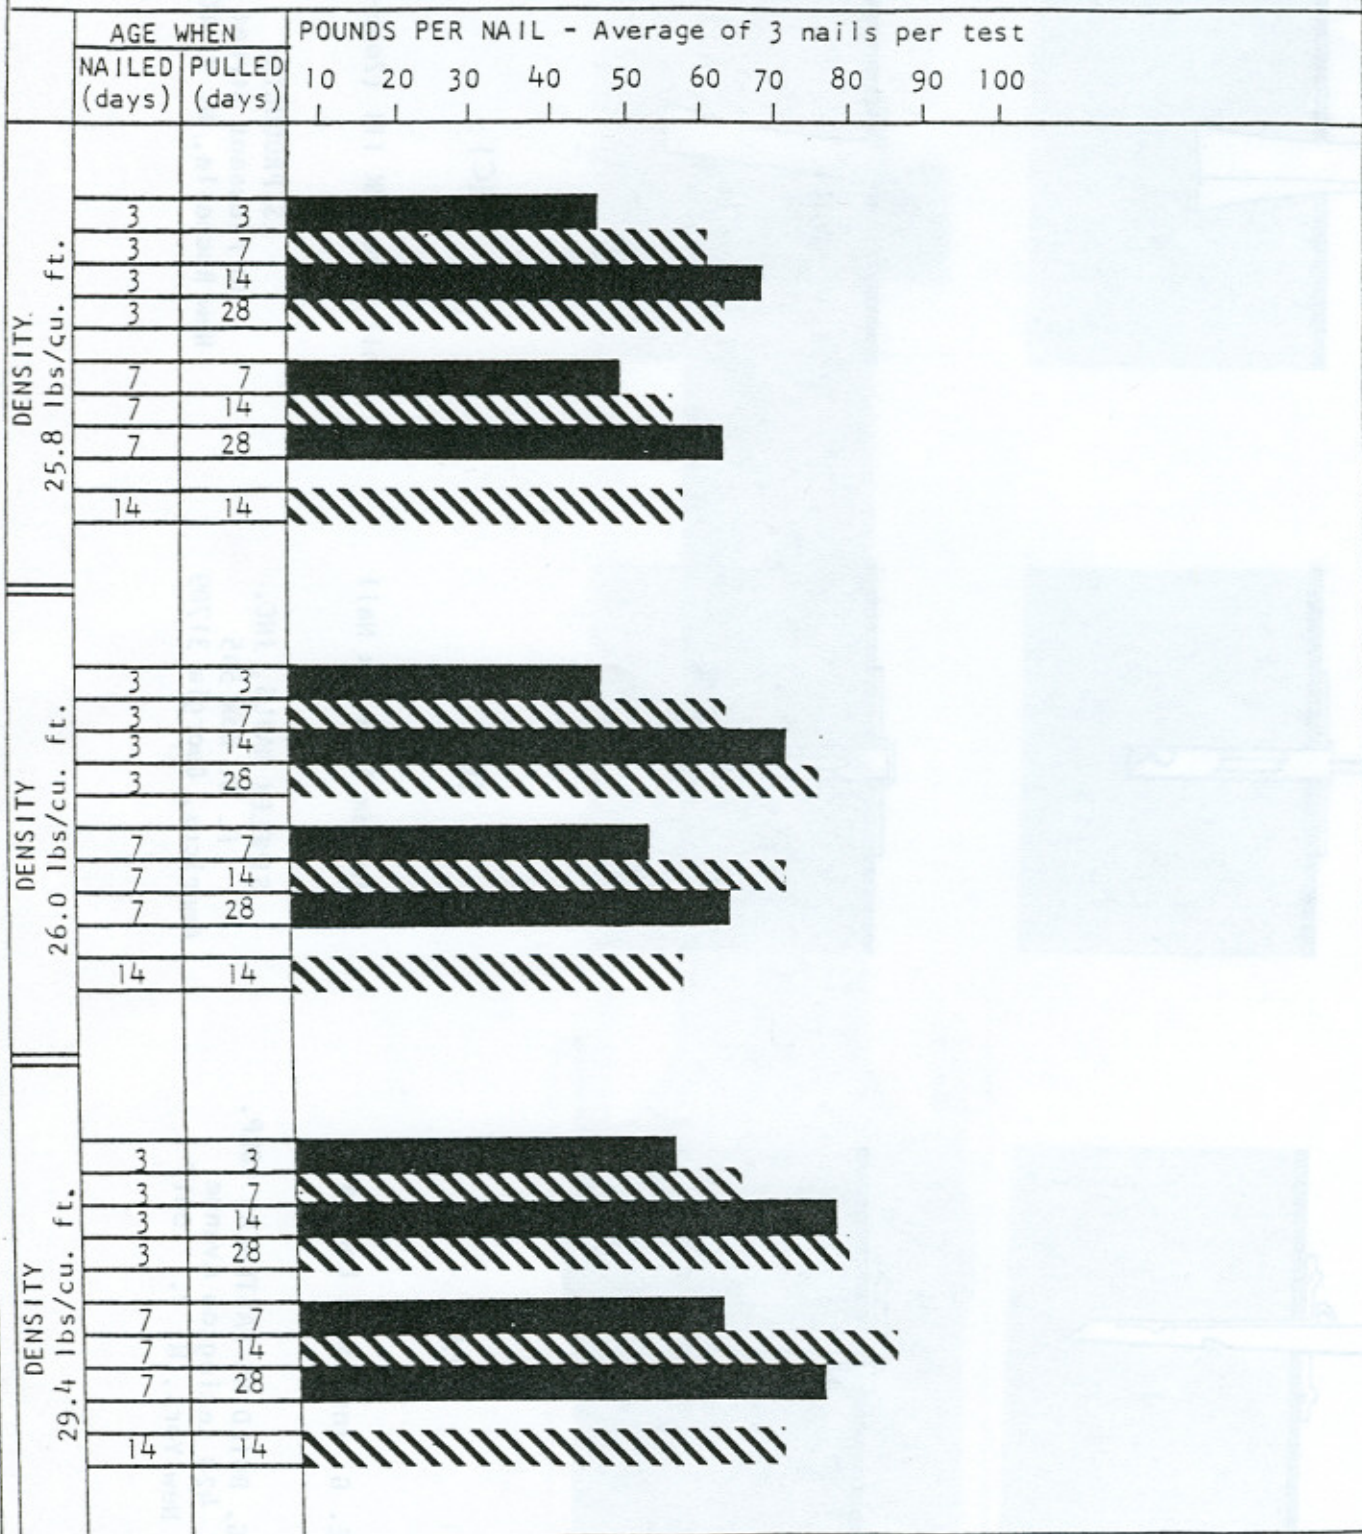 AGE WHEN
POUNDS PER NAIL - Average of 3 nails per test
NAILED PULLED
(days) (days)
10 20 30 40 50 60 70 80 90 100
DENSITY
25.8 lbs/cu. ft.
3 3
3 7
3 14
3 28
7 7
7 14
7 28
14 14
DENSITY
26.0 lbs/cu. ft.
3 3
3 7
3 14
3 28
7 7
7 14
7 28
14 14
DENSITY
29.4 lbs/cu. ft.
3 3
3 7
3 14
3 28
7 7
7 14
7 28
14 14